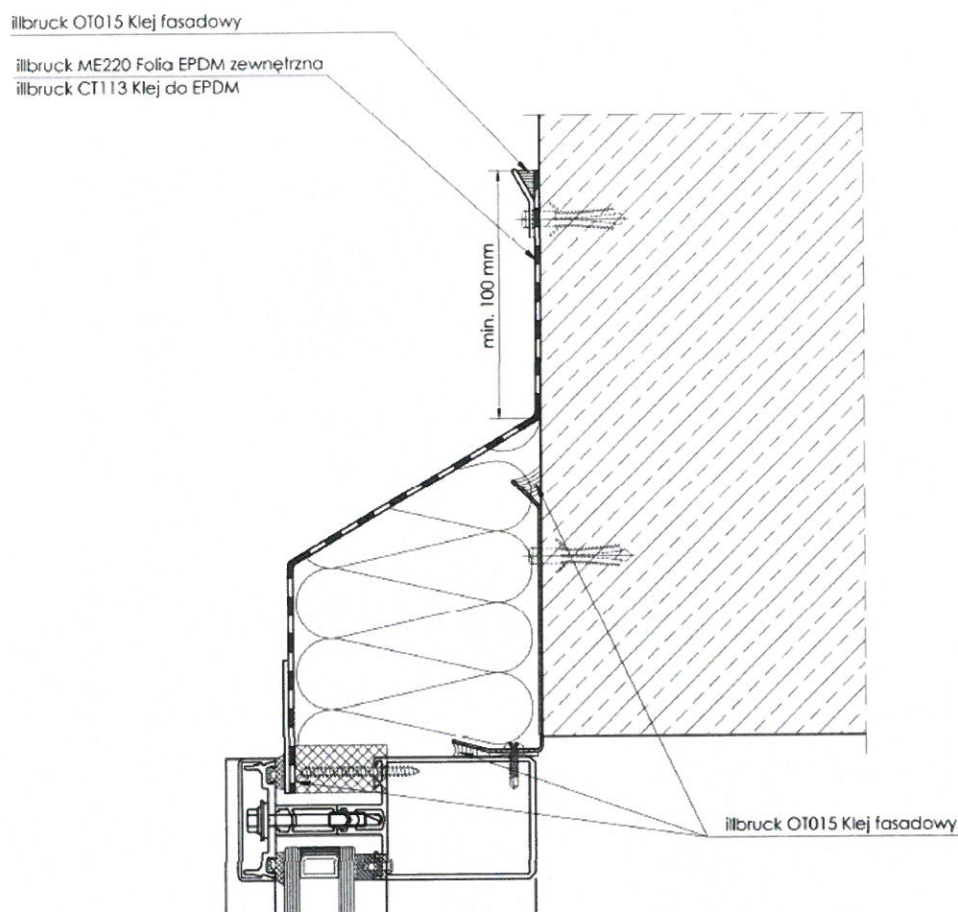 illbruck OT015 Klej fasadowy
illbruck ME220 Folia EPDM zewnętrzna
illbruck CT113 Klej do EPDM
min. 100 mm
illbruck OT015 Klej fasadowy